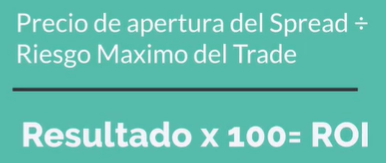 Precio de apertura del Spread ÷
Riesgo Maximo del Trade
Resultado x 100= ROI